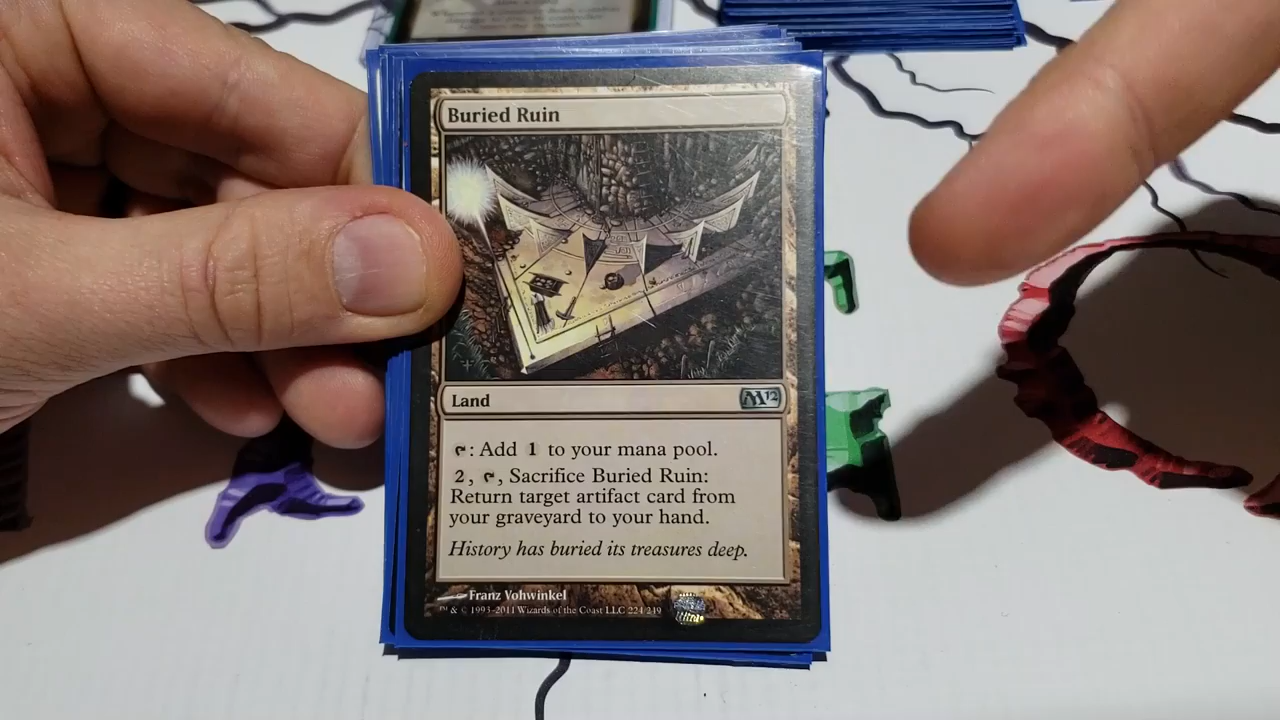 Buried Ruin
Land
M12
: Add 1 to your mana pool.
2, , Sacrifice Buried Ruin:
Return target artifact card from
your graveyard to your hand.
History has buried its treasures deep.
Franz Vohwinkel
™ & © 1993-2011 Wizards of the Coast LLC 224/249